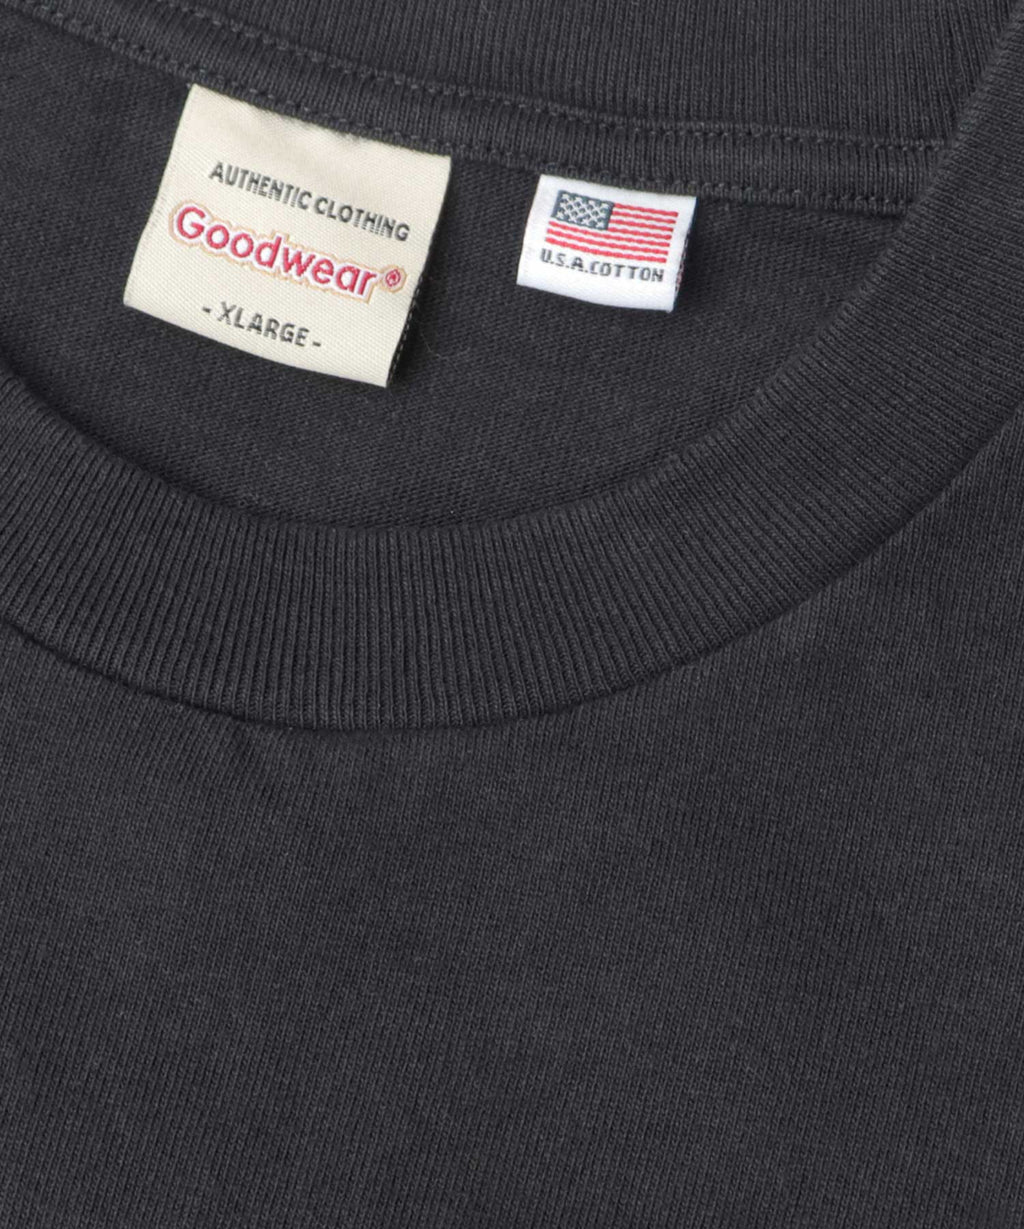 AUTHENTIC CLOTHING
Goodwear®
- XLARGE -
U.S.A. COTTON